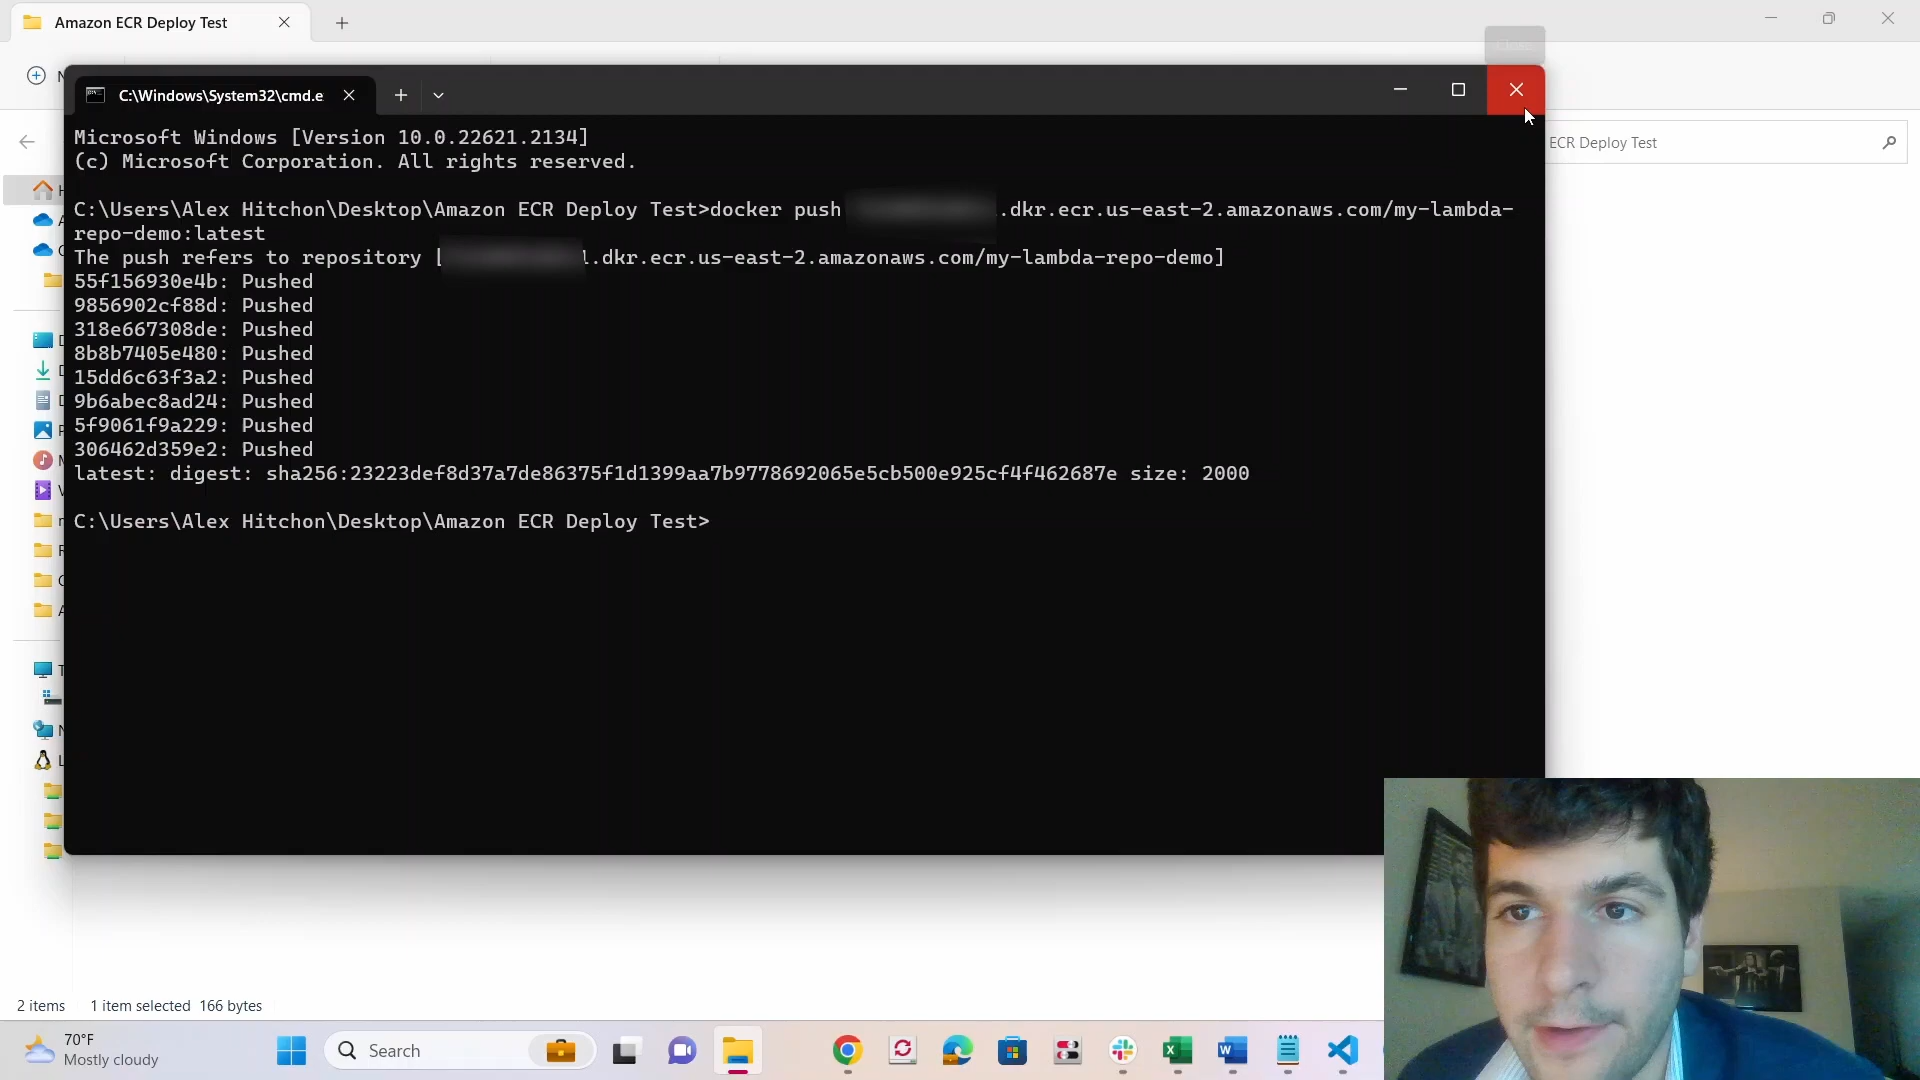 Amazon ECR Deploy Test
C:\Windows\System32\cmd.e
Microsoft Windows [Version 10.0.22621.2134]
(c) Microsoft Corporation. All rights reserved.
ECR Deploy Test
C:\Users\Alex Hitchon\Desktop\Amazon ECR Deploy Test>docker push .dkr.ecr.us-east-2.amazonaws.com/my-lambda-
repo-demo:latest
The push refers to repository [1.dkr.ecr.us-east-2.amazonaws.com/my-lambda-repo-demo]
55f156930e4b: Pushed
9856902cf88d: Pushed
318e667308de: Pushed
8b8b7405e480: Pushed
15dd6c63f3a2: Pushed
9b6abec8ad24: Pushed
5f9061f9a229: Pushed
306462d359e2: Pushed
latest: digest: sha256:23223def8d37a7de86375f1d1399aa7b9778692065e5cb500e925cf4f462687e size: 2000
C:\Users\Alex Hitchon\Desktop\Amazon ECR Deploy Test>
2 items 1 item selected 166 bytes
70°F
Mostly cloudy
Search